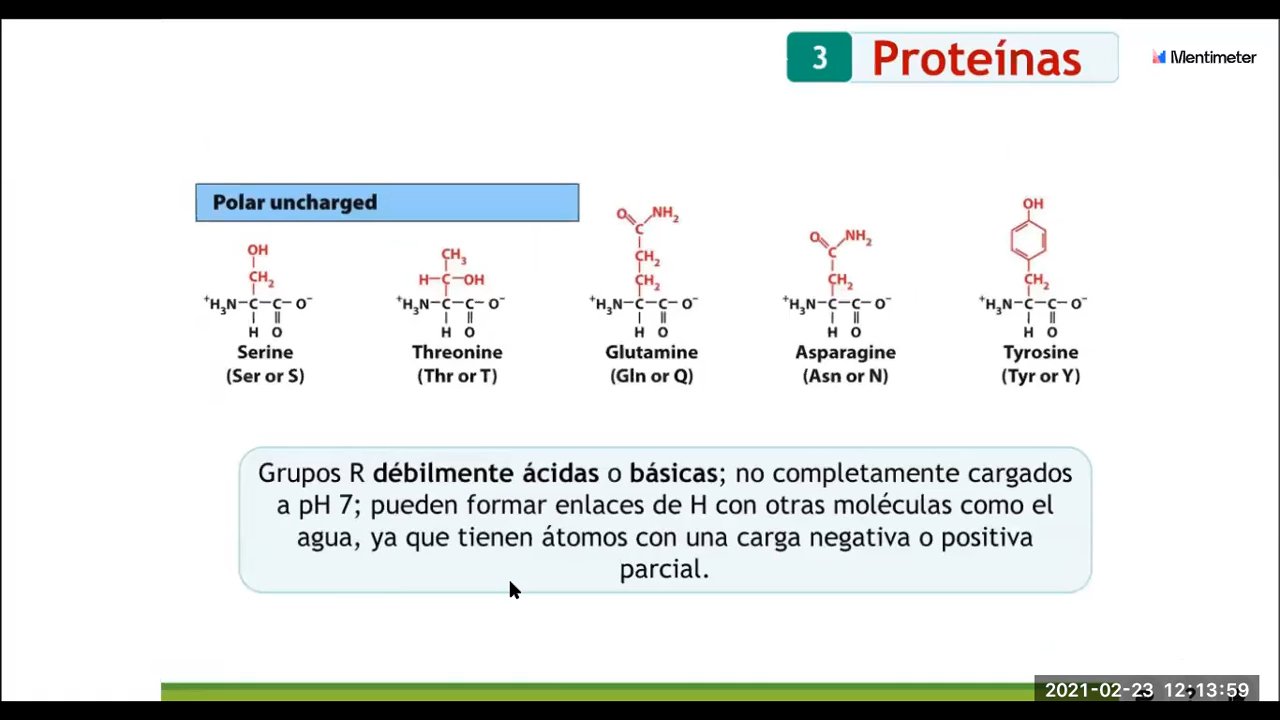 3 Proteínas
Mentimeter
Polar uncharged
OH
CH2
+H3N-C-C-O-
H O
Serine
(Ser or S)
CH3
H-C-OH
+H3N-C-C-O-
H O
Threonine
(Thr or T)
O NH2
C
CH2
CH2
+H3N-C-C-O-
H O
Glutamine
(Gln or Q)
O NH2
C
CH2
+H3N-C-C-O-
H O
Asparagine
(Asn or N)
OH
CH2
+H3N-C-C-O-
H O
Tyrosine
(Tyr or Y)
Grupos R débilmente ácidas o básicas; no completamente cargados
a pH 7; pueden formar enlaces de H con otras moléculas como el
agua, ya que tienen átomos con una carga negativa o positiva
parcial.
2021-02-23 12:13:59